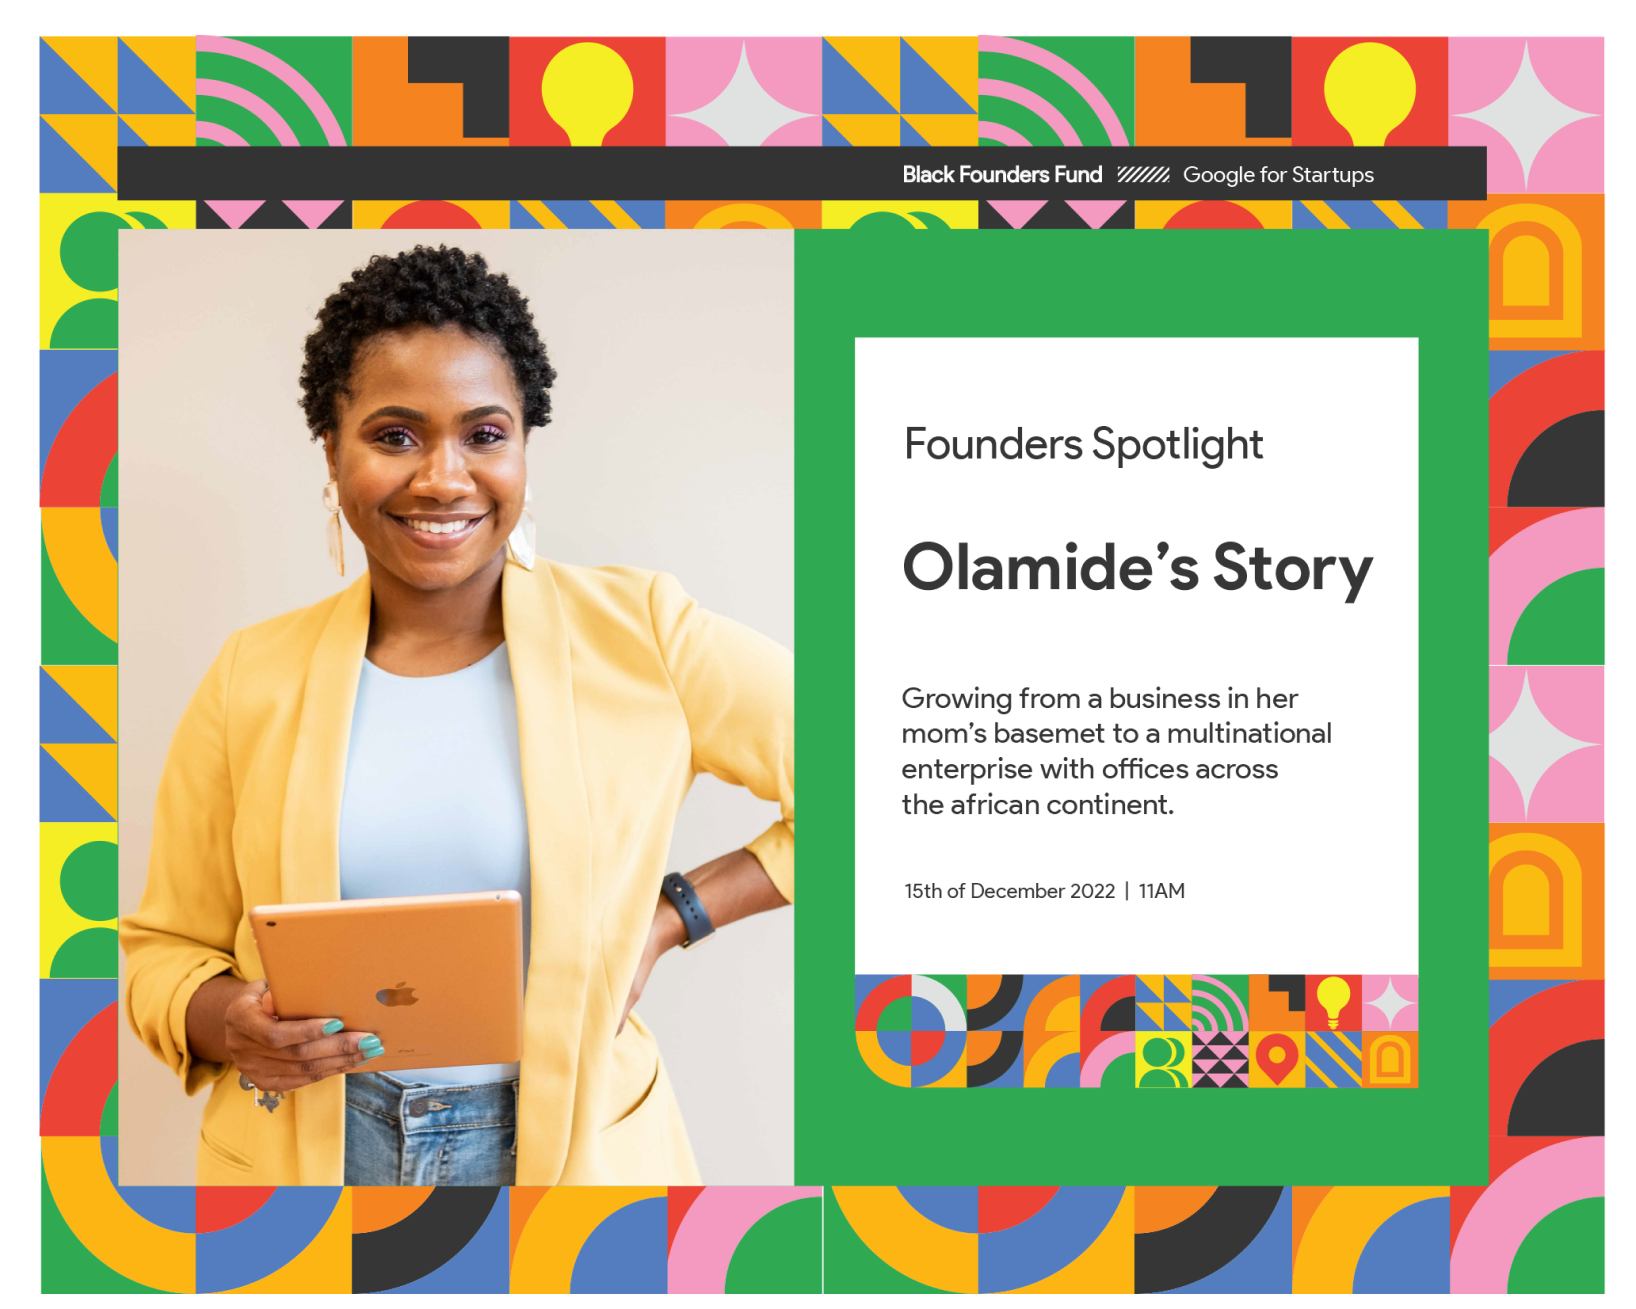 Black Founders Fund Google for Startups
Founders Spotlight
Olamide’s Story
Growing from a business in her
mom’s basemet to a multinational
enterprise with offices across
the african continent.
15th of December 2022 | 11AM